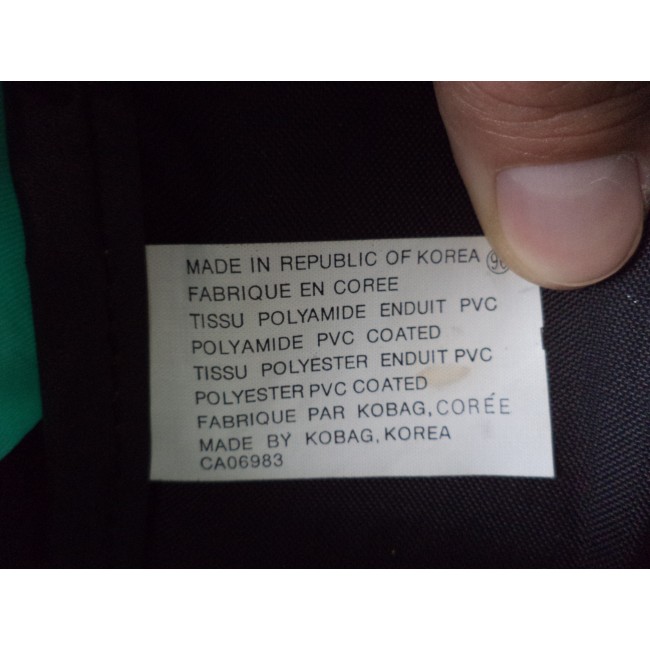 MADE IN REPUBLIC OF KOREA
FABRIQUE EN COREE
TISSU POLYAMIDE ENDUIT PVC
POLYAMIDE PVC COATED
TISSU POLYESTER ENDUIT PVC
POLYESTER PVC COATED
FABRIQUE PAR KOBAG, CORÉE
MADE BY KOBAG, KOREA
CA06983